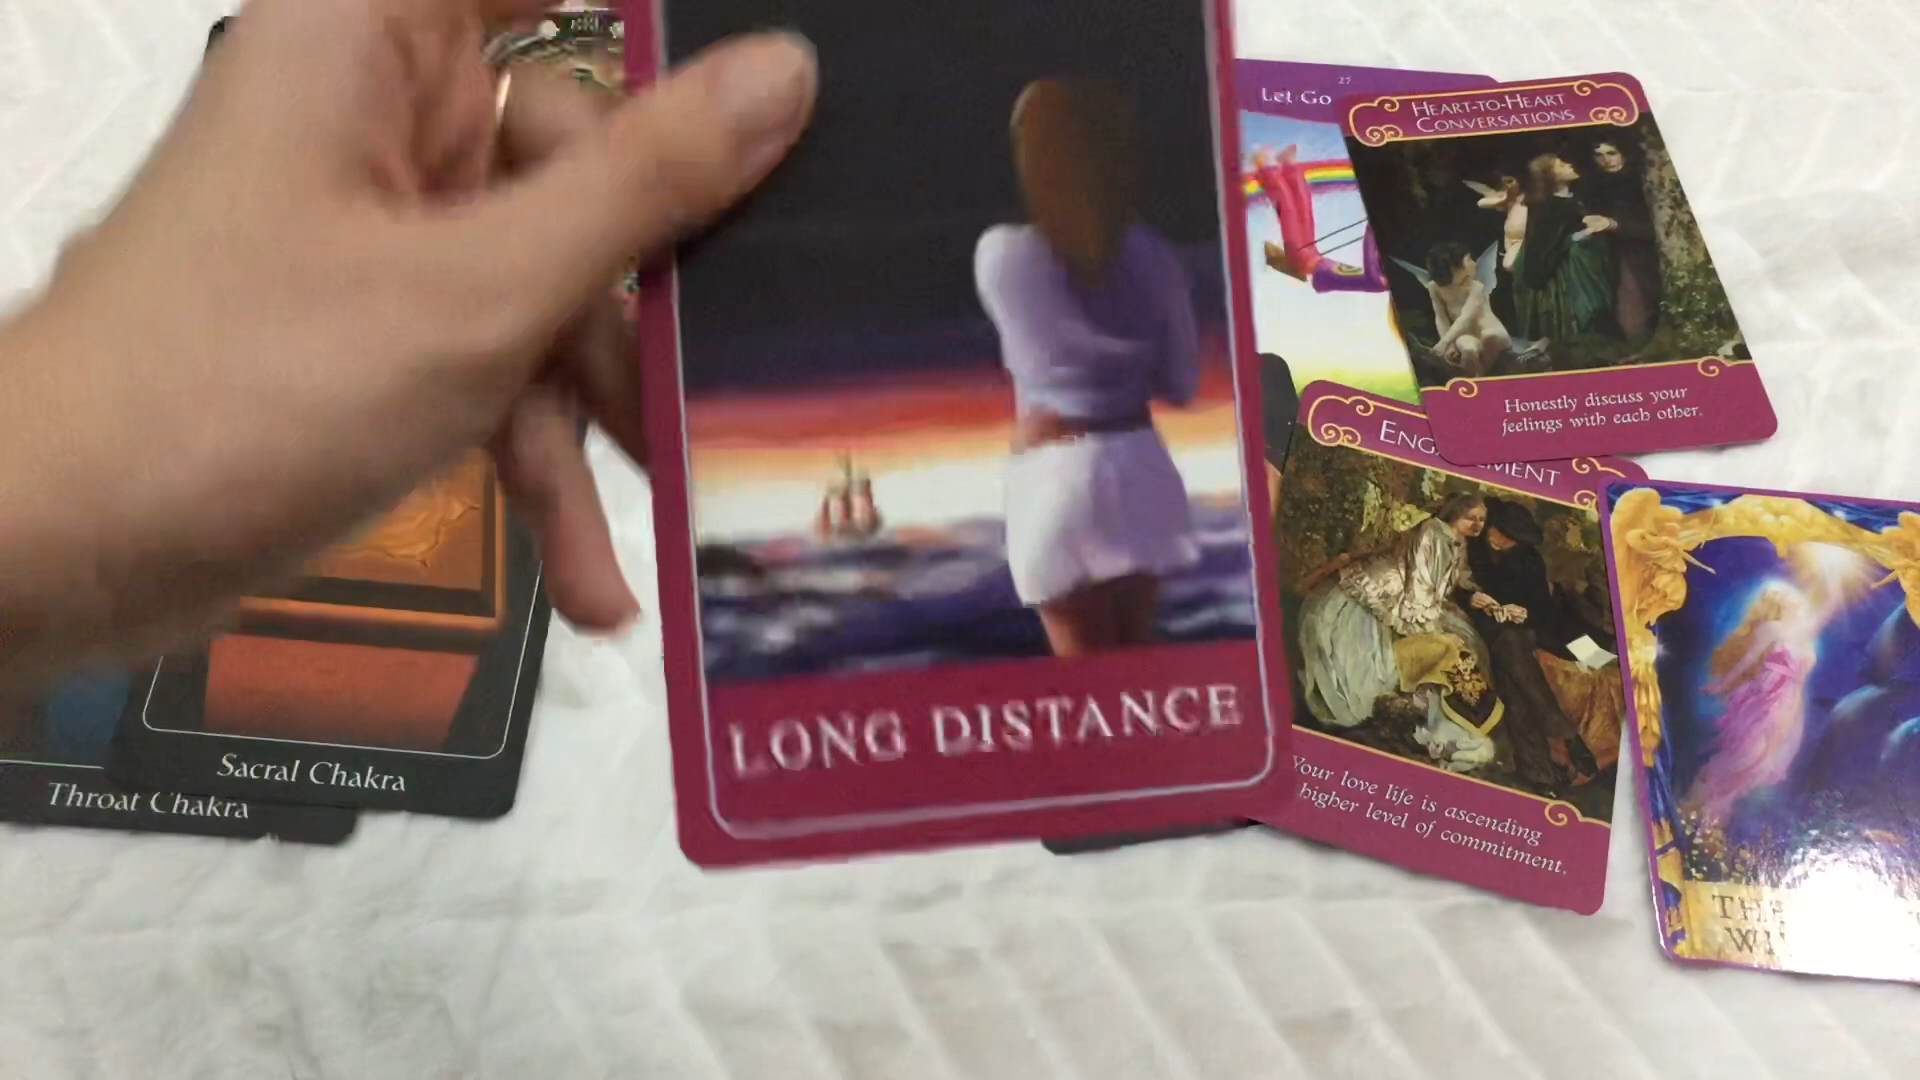 27
Let Go
HEART-TO-HEART
CONVERSATIONS
Honestly discuss your
feelings with each other.
Your love life is ascending
higher level of commitment.
LONG DISTANCE
Sacral Chakra
Throat Chakra